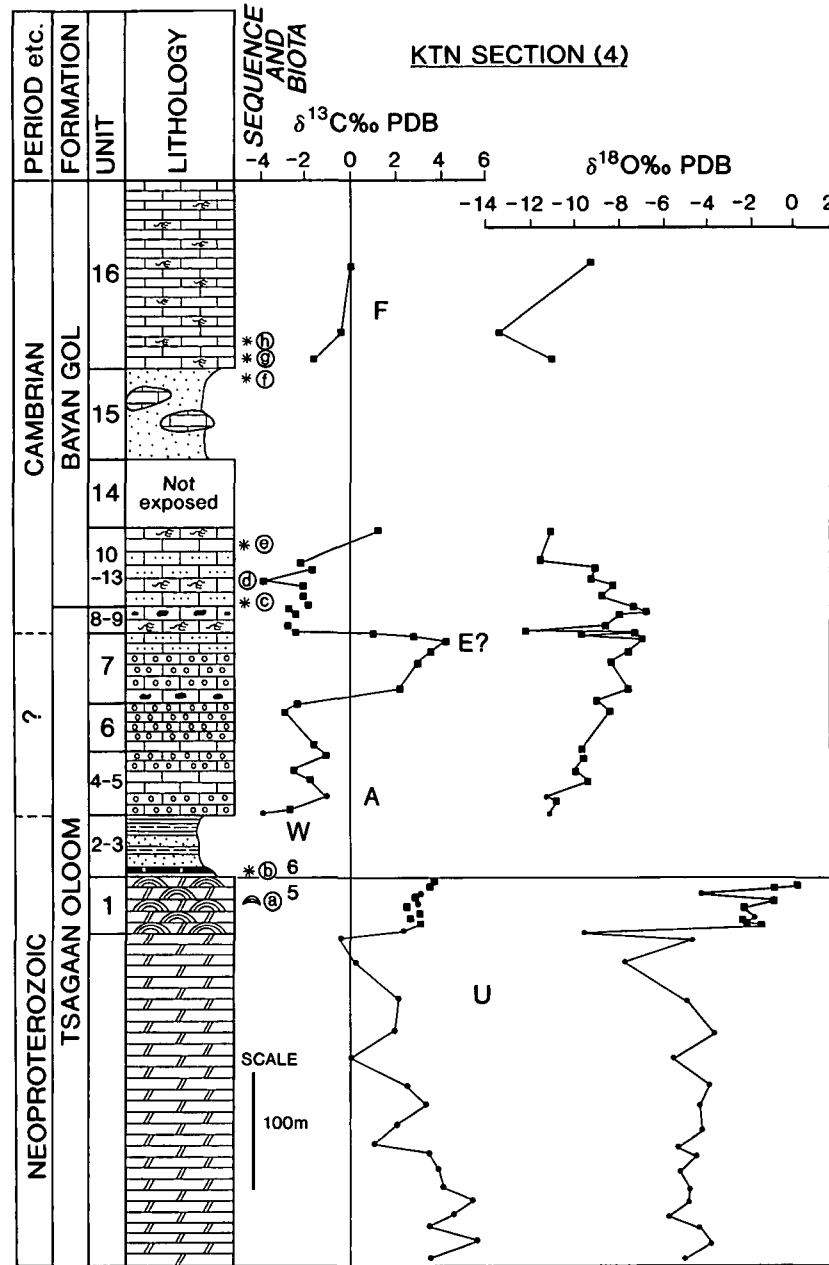 KTN SECTION (4)
PERIOD etc.
FORMATION
UNIT
LITHOLOGY
SEQUENCE AND BIOTA
δ¹³C‰ PDB
-4 -2 0 2 4 6
δ¹⁸O‰ PDB
-14 -12 -10 -8 -6 -4 -2 0 2
CAMBRIAN
?
NEOPROTEROZOIC
BAYAN GOL
TSAGAAN OLOOM
16
F
* h
* g
* f
15
14
Not exposed
10 -13
* e
d
* c
8-9
E?
7
6
4-5
A
W
2-3
* b 6
5
a
1
U
SCALE
100m